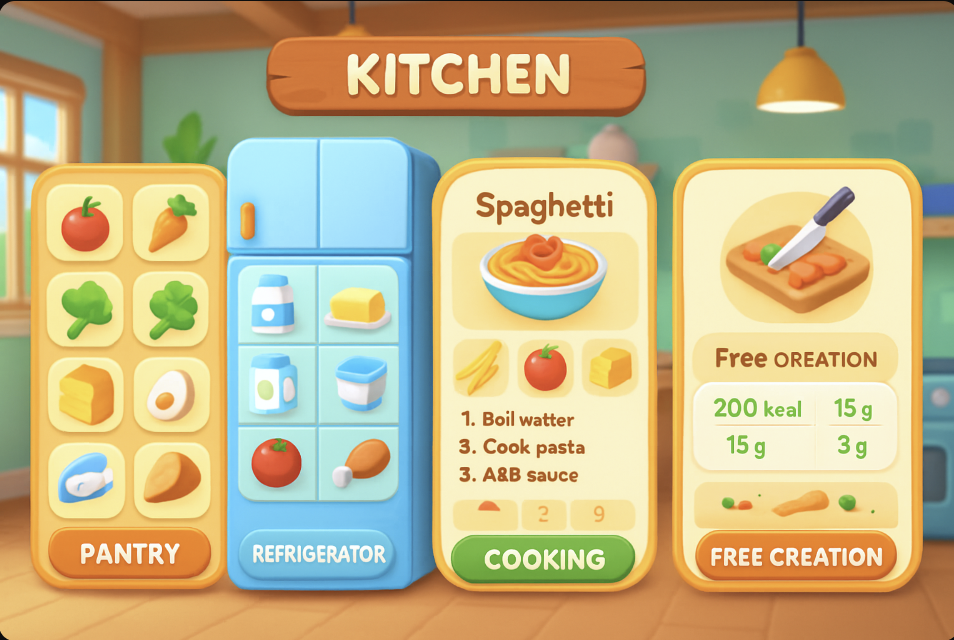 KITCHEN
Spaghetti
1. Boil watter
3. Cook pasta
3. A&B sauce
2 9
Free OREATION
200 keal 15 g
15 g 3 g
PANTRY
REFRIGERATOR
COOKING
FREE CREATION